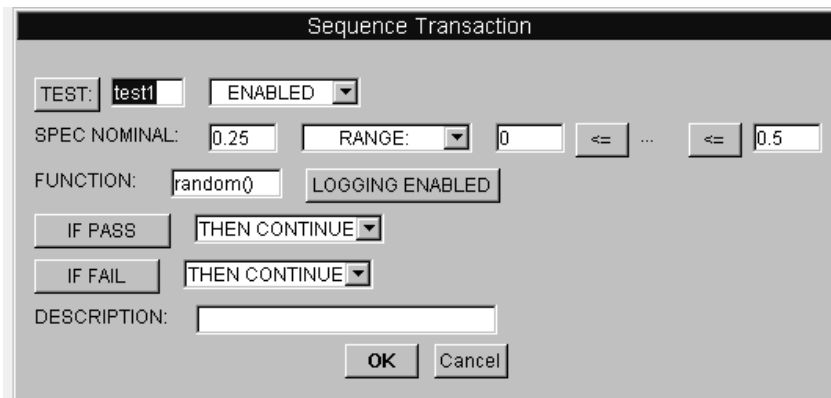 Sequence Transaction
TEST: test1 ENABLED
SPEC NOMINAL: 0.25 RANGE: 0 <= ... <= 0.5
FUNCTION: random() LOGGING ENABLED
IF PASS THEN CONTINUE
IF FAIL THEN CONTINUE
DESCRIPTION:
OK Cancel